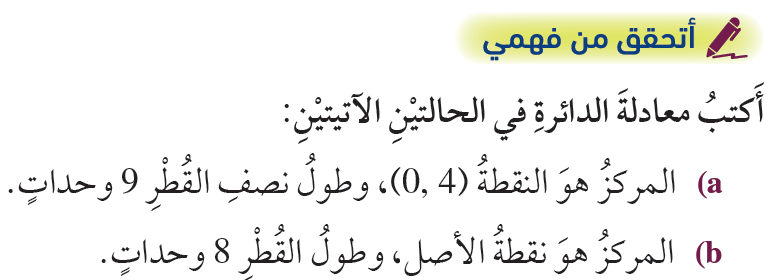 أتحقق من فهمي
أَكتبُ معادلةَ الدائرةِ في الحالتيْنِ الآتيتيْنِ:
a) المركزُ هوَ النقطةُ (0, 4)، وطولُ نصفِ القُطْرِ 9 وحداتٍ.
b) المركزُ هوَ نقطةُ الأصل، وطولُ القُطْرِ 8 وحداتٍ.